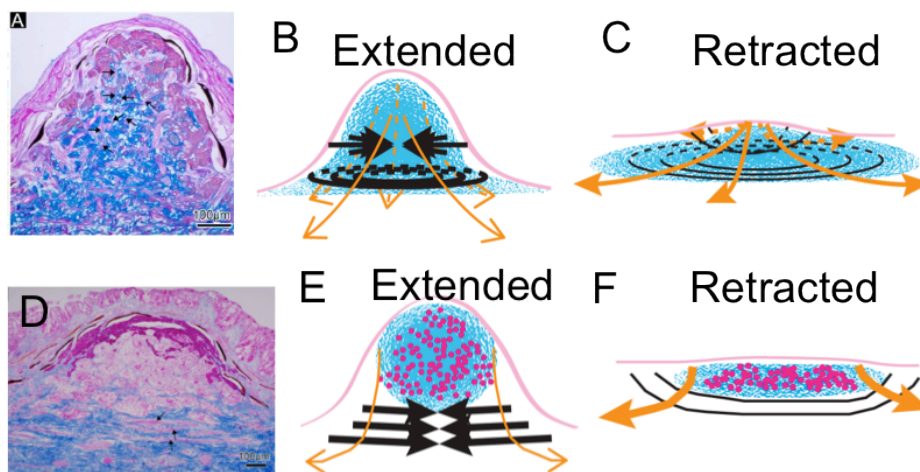 A
B
Extended
C
Retracted
100μm
D
E
Extended
F
Retracted
100μm